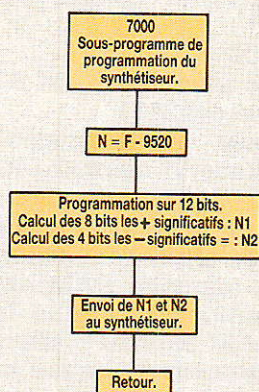 7000
Sous-programme de
programmation du
synthétiseur.
N = F - 9520
Programmation sur 12 bits.
Calcul des 8 bits les + significatifs : N1
Calcul des 4 bits les − significatifs = : N2
Envoi de N1 et N2
au synthétiseur.
Retour.